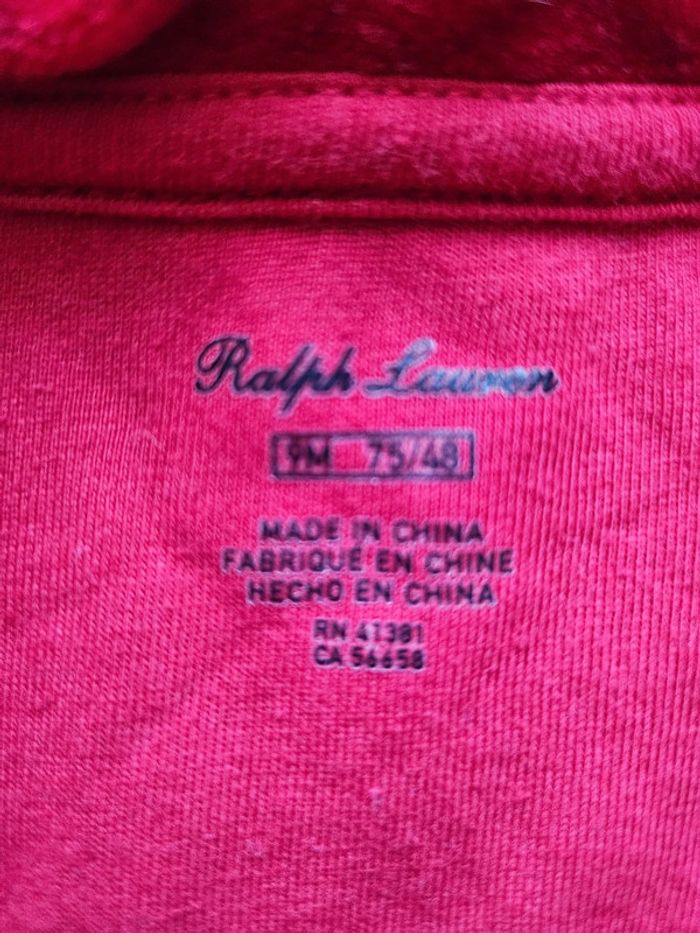 Ralph Lauren
9M 75/48
MADE IN CHINA
FABRIQUÉ EN CHINE
HECHO EN CHINA
RN 41381
CA 56658